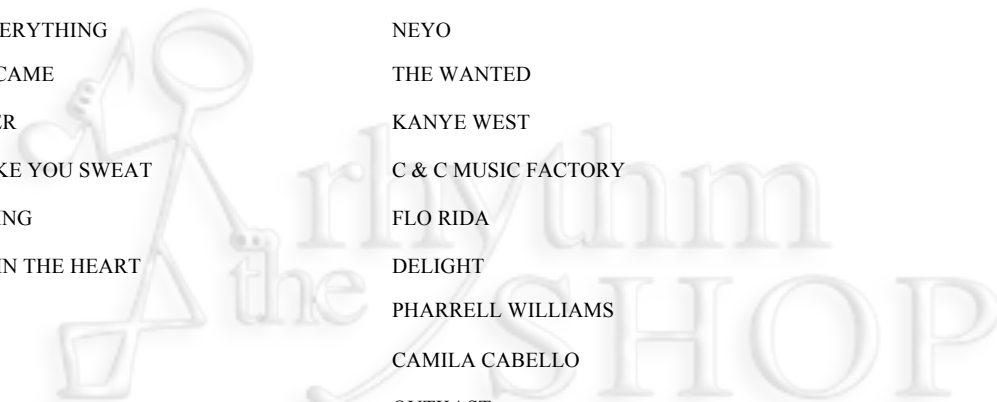 ERYTHING NEYO
CAME THE WANTED
ER KANYE WEST
KE YOU SWEAT C & C MUSIC FACTORY
ING FLO RIDA
IN THE HEART DELIGHT
PHARRELL WILLIAMS
CAMILA CABELLO
OUTKAST
the rhythm SHOP